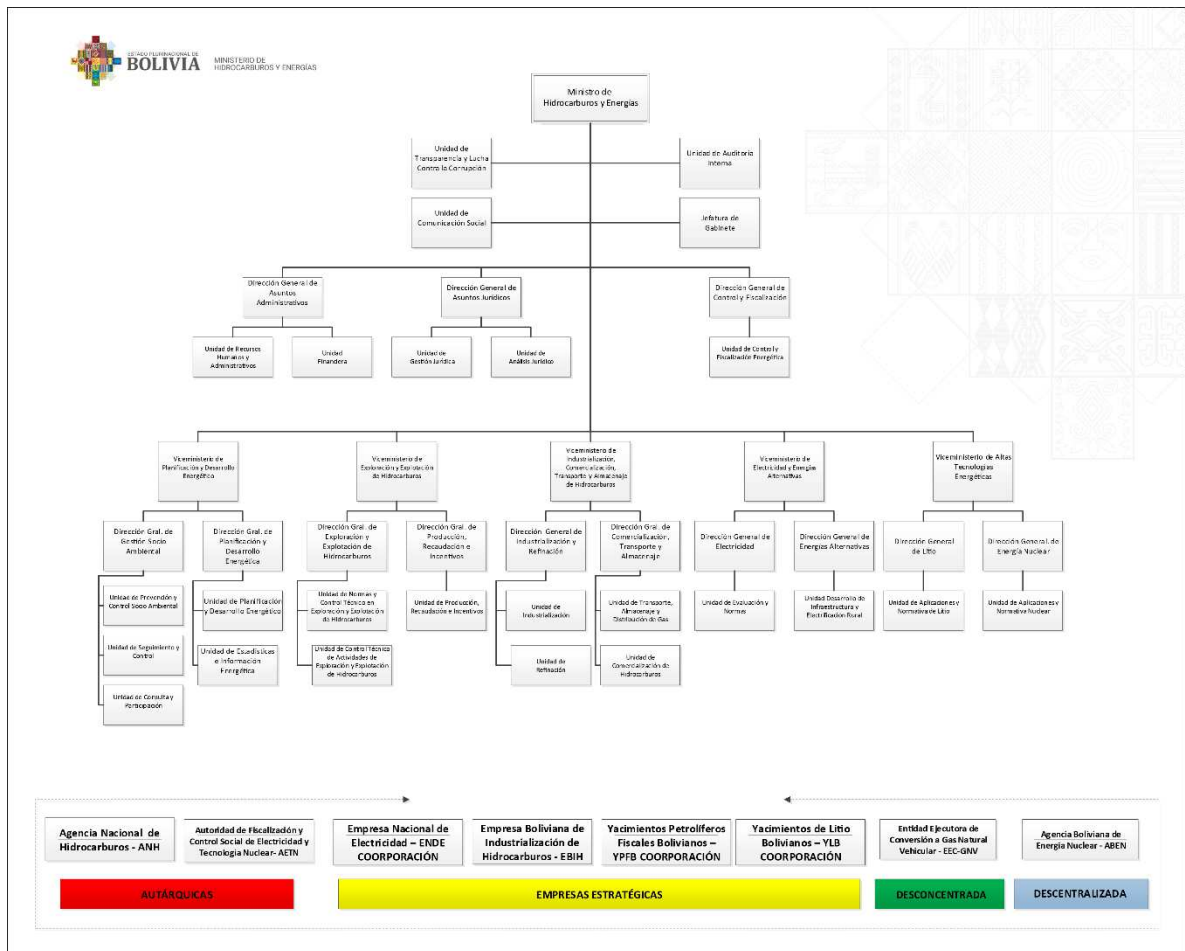 ESTADO PLURINACIONAL DE
BOLIVIA
MINISTERIO DE
HIDROCARBUROS Y ENERGÍAS
Ministro de
Hidrocarburos y Energías
Unidad de
Transparencia y Lucha
Contra la Corrupción
Unidad de Auditoria
Interna
Unidad de
Comunicación Social
Jefatura de
Gabinete
Dirección General de
Asuntos
Administrativos
Dirección General de
Asuntos Jurídicos
Dirección General de
Control y Fiscalización
Unidad de Recursos
Humanos y
Administrativos
Unidad
Financiera
Unidad de
Gestión Jurídica
Unidad de
Análisis Jurídico
Unidad de Control y
Fiscalización Energética
Viceministerio de
Planificación y Desarrollo
Energético
Viceministerio de
Exploración y Explotación
de Hidrocarburos
Viceministerio de
Industrialización,
Comercialización,
Transporte y Almacenaje
de Hidrocarburos
Viceministerio de
Electricidad y Energías
Alternativas
Viceministerio de Altas
Tecnologías
Energéticas
Dirección Gral. de
Gestión Socio
Ambiental
Dirección Gral. de
Planificación y
Desarrollo
Energética
Dirección Gral. de
Exploración y
Explotación de
Hidrocarburos
Dirección Gral. de
Producción,
Recaudación e
Incentivos
Dirección General de
Industrialización y
Refinación
Dirección Gral. de
Comercialización,
Transporte y
Almacenaje
Dirección General de
Electricidad
Dirección General de
Energías Alternativas
Dirección General
de Litio
Dirección General de
Energía Nuclear
Unidad de Prevención y
Control Socio Ambiental
Unidad de Planificación
y Desarrollo Energético
Unidad de Normas y
Control Técnico en
Exploración y Explotación
de Hidrocarburos
Unidad de Producción,
Recaudación e Incentivos
Unidad de
Industrialización
Unidad de Transporte,
Almacenaje y
Distribución de Gas
Unidad de Evaluación y
Normas
Unidad Desarrollo de
Infraestructura y
Electrificación Rural
Unidad de Aplicaciones y
Normativa de Litio
Unidad de Aplicaciones y
Normativa Nuclear
Unidad de Seguimiento y
Control
Unidad de Estadísticas
e Información
Energética
Unidad de Control Técnico
de Actividades de
Exploración y Explotación
de Hidrocarburos
Unidad de
Refinación
Unidad de
Comercialización de
Hidrocarburos
Unidad de Consulta y
Participación
Agencia Nacional de
Hidrocarburos - ANH
Autoridad de Fiscalización y
Control Social de Electricidad y
Tecnología Nuclear- AETN
Empresa Nacional de
Electricidad – ENDE
COORPORACIÓN
Empresa Boliviana de
Industrialización de
Hidrocarburos - EBIH
Yacimientos Petrolíferos
Fiscales Bolivianos –
YPFB COORPORACIÓN
Yacimientos de Litio
Bolivianos – YLB
COORPORACIÓN
Entidad Ejecutora de
Conversión a Gas Natural
Vehicular - EEC-GNV
Agencia Boliviana de
Energía Nuclear - ABEN
AUTÁRQUICAS
EMPRESAS ESTRATÉGICAS
DESCONCENTRADA
DESCENTRALIZADA